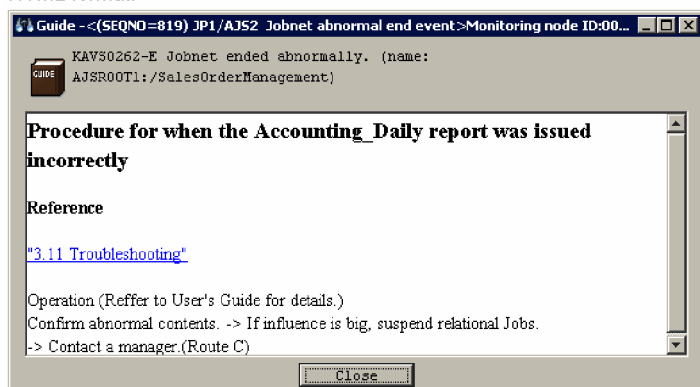 Guide -<(SEQNO=819) JP1/AJS2 Jobnet abnormal end event>Monitoring node ID:00...
GUIDE
KAVS0262-E Jobnet ended abnormally. (name:
AJSROOT1:/SalesOrderManagement)
Procedure for when the Accounting_Daily report was issued
incorrectly
Reference
"3.11 Troubleshooting"
Operation (Reffer to User's Guide for details.)
Confirm abnormal contents. -> If influence is big, suspend relational Jobs.
-> Contact a manager.(Route C)
Close